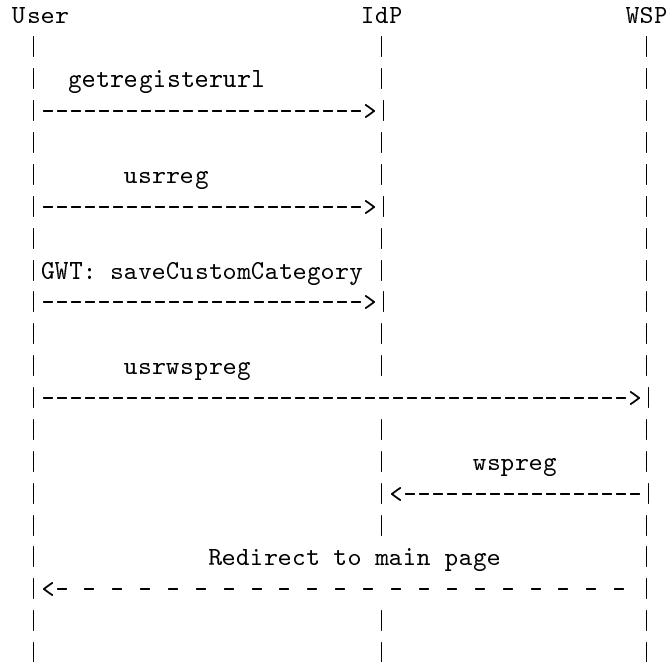 User IdP WSP
getregisterurl
usrreg
GWT: saveCustomCategory
usrwspreg
wspreg
Redirect to main page